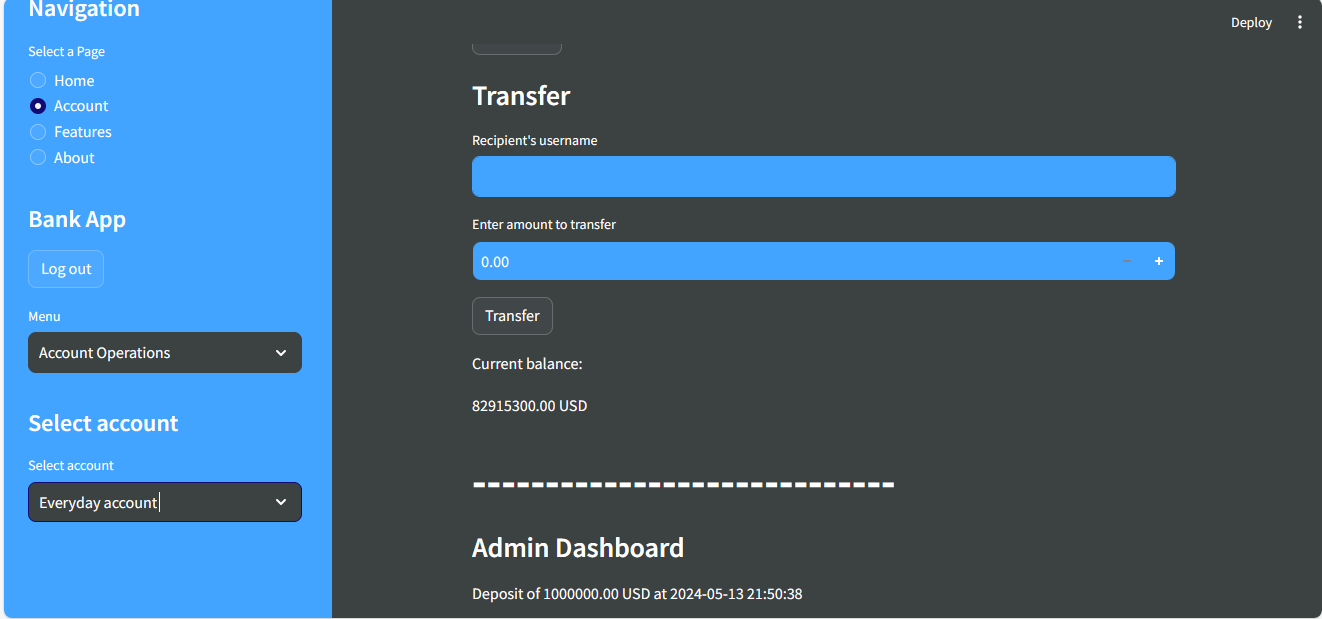 Navigation
Select a Page
Home
Account
Features
About
Bank App
Log out
Menu
Account Operations
Select account
Select account
Everyday account
Deploy
Transfer
Recipient's username
Enter amount to transfer
0.00
Transfer
Current balance:
82915300.00 USD
Admin Dashboard
Deposit of 1000000.00 USD at 2024-05-13 21:50:38